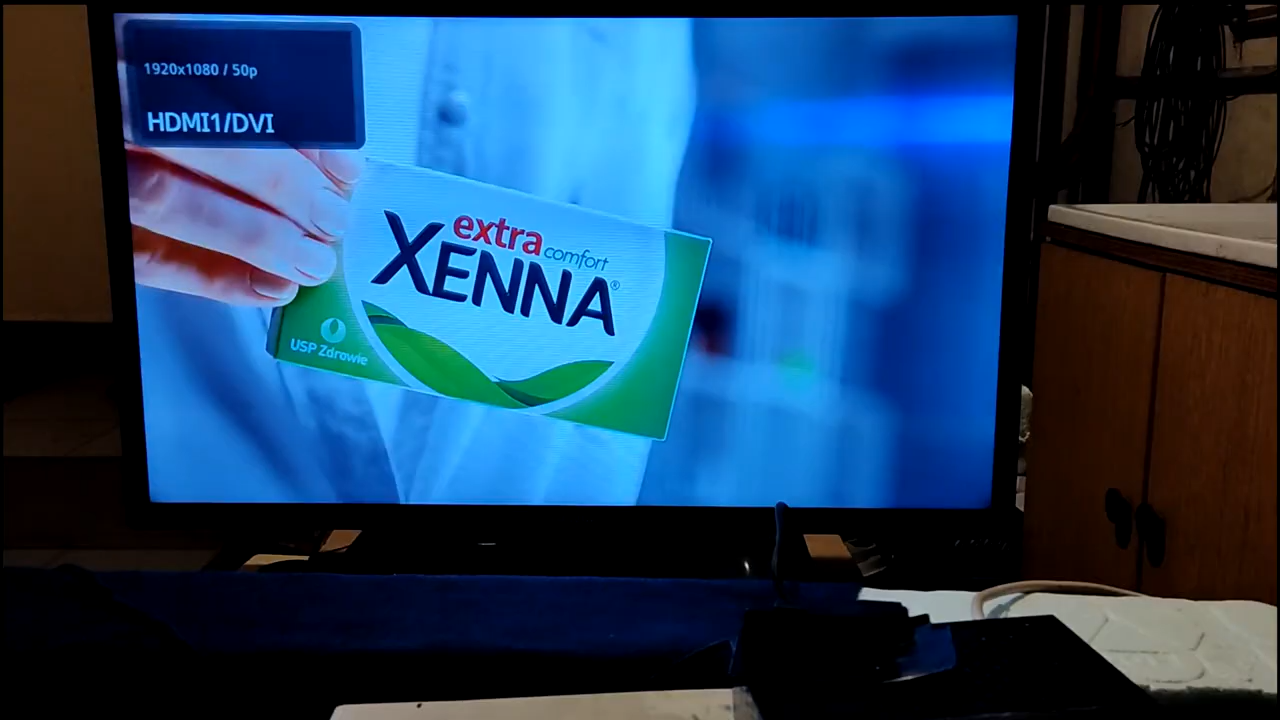 1920x1080 / 50p
HDMI1/DVI
extra comfort
XENNA®
USP Zdrowie